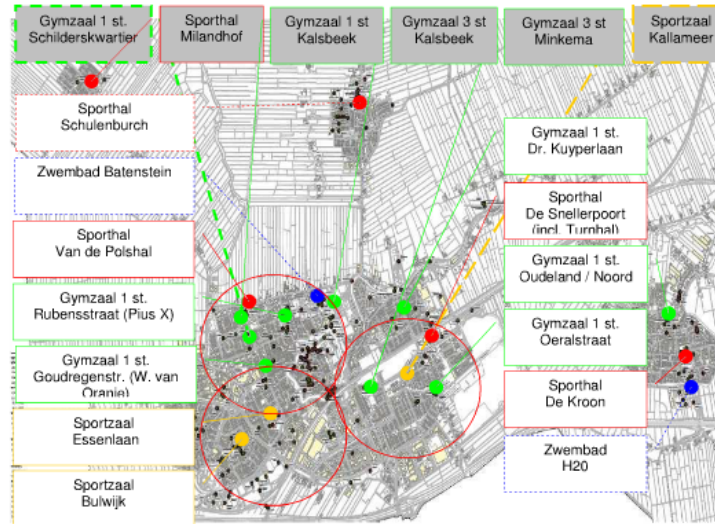 Gymzaal 1 st.
Schilderskwartier
Sporthal
Milandhof
Gymzaal 1 st
Kalsbeek
Gymzaal 3 st
Kalsbeek
Gymzaal 3 st
Minkema
Sportzaal
Kallameer
Sporthal
Schulenburch
Zwembad Batenstein
Sporthal
Van de Polshal
Gymzaal 1 st.
Rubensstraat (Pius X)
Gymzaal 1 st.
Goudregenstr. (W. van
Oranje)
Sportzaal
Essenlaan
Sportzaal
Bulwijk
Gymzaal 1 st.
Dr. Kuyperlaan
Sporthal
De Snellerpoort
(incl. Turnhal)
Gymzaal 1 st.
Oudeland / Noord
Gymzaal 1 st.
Oeralstraat
Sporthal
De Kroon
Zwembad
H20